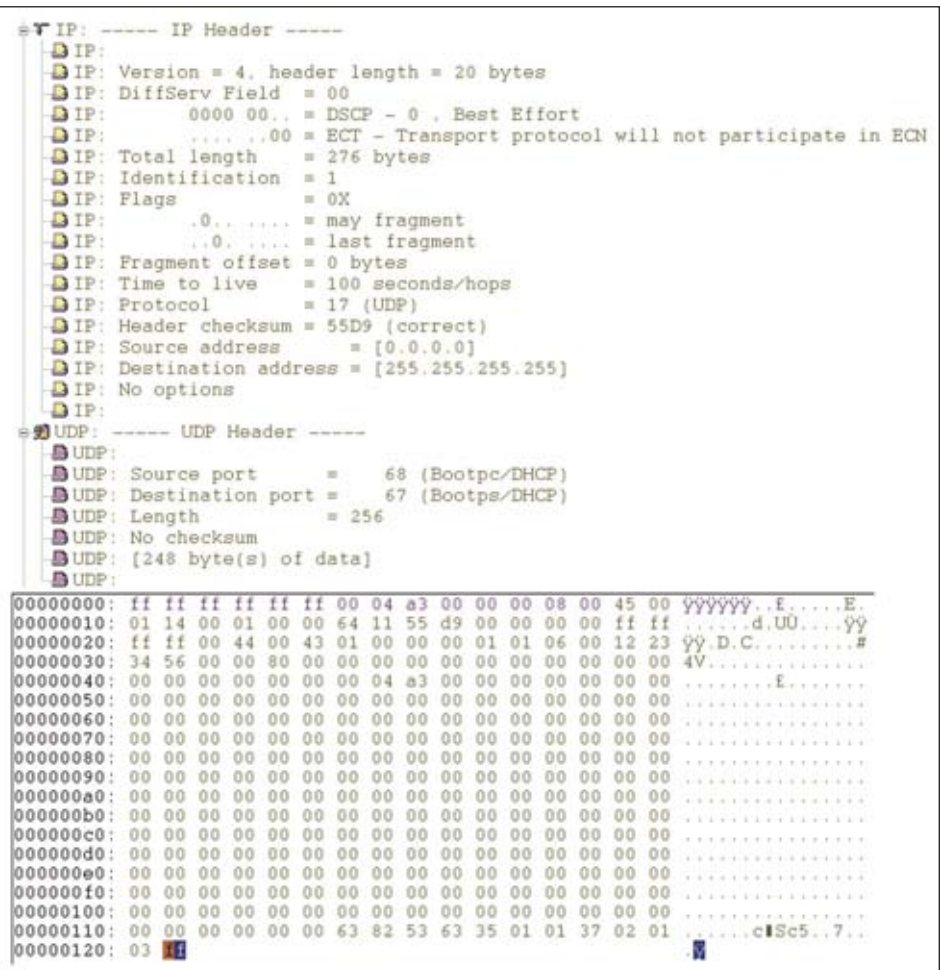 IP: ----- IP Header -----
IP:
IP: Version = 4, header length = 20 bytes
IP: DiffServ Field = 00
IP: 0000 00.. = DSCP - 0 , Best Effort
IP: .... ..00 = ECT - Transport protocol will not participate in ECN
IP: Total length = 276 bytes
IP: Identification = 1
IP: Flags = 0X
IP: .0.. .... = may fragment
IP: ..0. .... = last fragment
IP: Fragment offset = 0 bytes
IP: Time to live = 100 seconds/hops
IP: Protocol = 17 (UDP)
IP: Header checksum = 55D9 (correct)
IP: Source address = [0.0.0.0]
IP: Destination address = [255.255.255.255]
IP: No options
IP:
UDP: ----- UDP Header -----
UDP:
UDP: Source port = 68 (Bootpc/DHCP)
UDP: Destination port = 67 (Bootps/DHCP)
UDP: Length = 256
UDP: No checksum
UDP: [248 byte(s) of data]
UDP:
00000000: ff ff ff ff ff ff 00 04 a3 00 00 00 08 00 45 00 ÿÿÿÿÿÿ..£.....E.
00000010: 01 14 00 01 00 00 64 11 55 d9 00 00 00 00 ff ff ......d.UÙ....ÿÿ
00000020: ff ff 00 44 00 43 01 00 00 00 01 01 06 00 12 23 ÿÿ.D.C.........#
00000030: 34 56 00 00 80 00 00 00 00 00 00 00 00 00 00 00 4V..............
00000040: 00 00 00 00 00 00 00 04 a3 00 00 00 00 00 00 00 ........£.......
00000050: 00 00 00 00 00 00 00 00 00 00 00 00 00 00 00 00 ................
00000060: 00 00 00 00 00 00 00 00 00 00 00 00 00 00 00 00 ................
00000070: 00 00 00 00 00 00 00 00 00 00 00 00 00 00 00 00 ................
00000080: 00 00 00 00 00 00 00 00 00 00 00 00 00 00 00 00 ................
00000090: 00 00 00 00 00 00 00 00 00 00 00 00 00 00 00 00 ................
000000a0: 00 00 00 00 00 00 00 00 00 00 00 00 00 00 00 00 ................
000000b0: 00 00 00 00 00 00 00 00 00 00 00 00 00 00 00 00 ................
000000c0: 00 00 00 00 00 00 00 00 00 00 00 00 00 00 00 00 ................
000000d0: 00 00 00 00 00 00 00 00 00 00 00 00 00 00 00 00 ................
000000e0: 00 00 00 00 00 00 00 00 00 00 00 00 00 00 00 00 ................
000000f0: 00 00 00 00 00 00 00 00 00 00 00 00 00 00 00 00 ................
00000100: 00 00 00 00 00 00 00 00 00 00 00 00 00 00 00 00 ................
00000110: 00 00 00 00 00 00 63 82 53 63 35 01 01 37 02 01 ......c▮Sc5..7..
00000120: 03 ff .ÿ